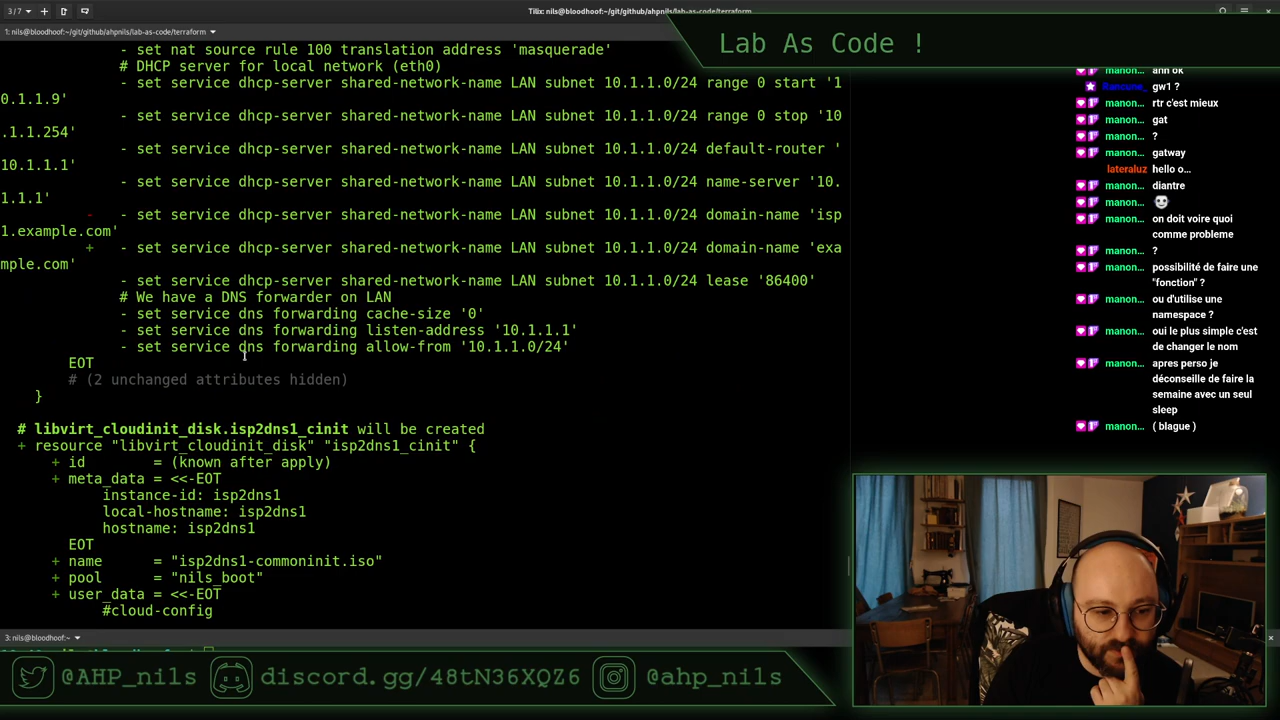 3/7
Tilix: nils@bloodhoof:~/git/github/ahpnils/lab-as-code/terraform
1: nils@bloodhoof:~/git/github/ahpnils/lab-as-code/terraform
- set nat source rule 100 translation address 'masquerade'
# DHCP server for local network (eth0)
- set service dhcp-server shared-network-name LAN subnet 10.1.1.0/24 range 0 start '1
0.1.1.9'
- set service dhcp-server shared-network-name LAN subnet 10.1.1.0/24 range 0 stop '10
.1.1.254'
- set service dhcp-server shared-network-name LAN subnet 10.1.1.0/24 default-router '
10.1.1.1'
- set service dhcp-server shared-network-name LAN subnet 10.1.1.0/24 name-server '10.
1.1.1'
- - set service dhcp-server shared-network-name LAN subnet 10.1.1.0/24 domain-name 'isp
1.example.com'
+ - set service dhcp-server shared-network-name LAN subnet 10.1.1.0/24 domain-name 'exa
mple.com'
- set service dhcp-server shared-network-name LAN subnet 10.1.1.0/24 lease '86400'
# We have a DNS forwarder on LAN
- set service dns forwarding cache-size '0'
- set service dns forwarding listen-address '10.1.1.1'
- set service dns forwarding allow-from '10.1.1.0/24'
EOT
# (2 unchanged attributes hidden)
}
# libvirt_cloudinit_disk.isp2dns1_cinit will be created
+ resource "libvirt_cloudinit_disk" "isp2dns1_cinit" {
+ id = (known after apply)
+ meta_data = <<-EOT
instance-id: isp2dns1
local-hostname: isp2dns1
hostname: isp2dns1
EOT
+ name = "isp2dns1-commoninit.iso"
+ pool = "nils_boot"
+ user_data = <<-EOT
#cloud-config
3: nils@bloodhoof:~
Lab As Code !
manon... ahh ok
gw1 ?
manon... rtr c'est mieux
manon... gat
manon... ?
manon... gatway
lateraluz hello o...
manon... diantre
manon...
manon... on doit voire quoi
comme probleme
manon... ?
manon... possibilité de faire une
"fonction" ?
manon... ou d'utilise une
namespace ?
manon... oui le plus simple c'est
de changer le nom
manon... apres perso je
déconseille de faire la
semaine avec un seul
sleep
manon... ( blague )
@AHP_nils
discord.gg/48tN36XQZ6
@ahp_nils